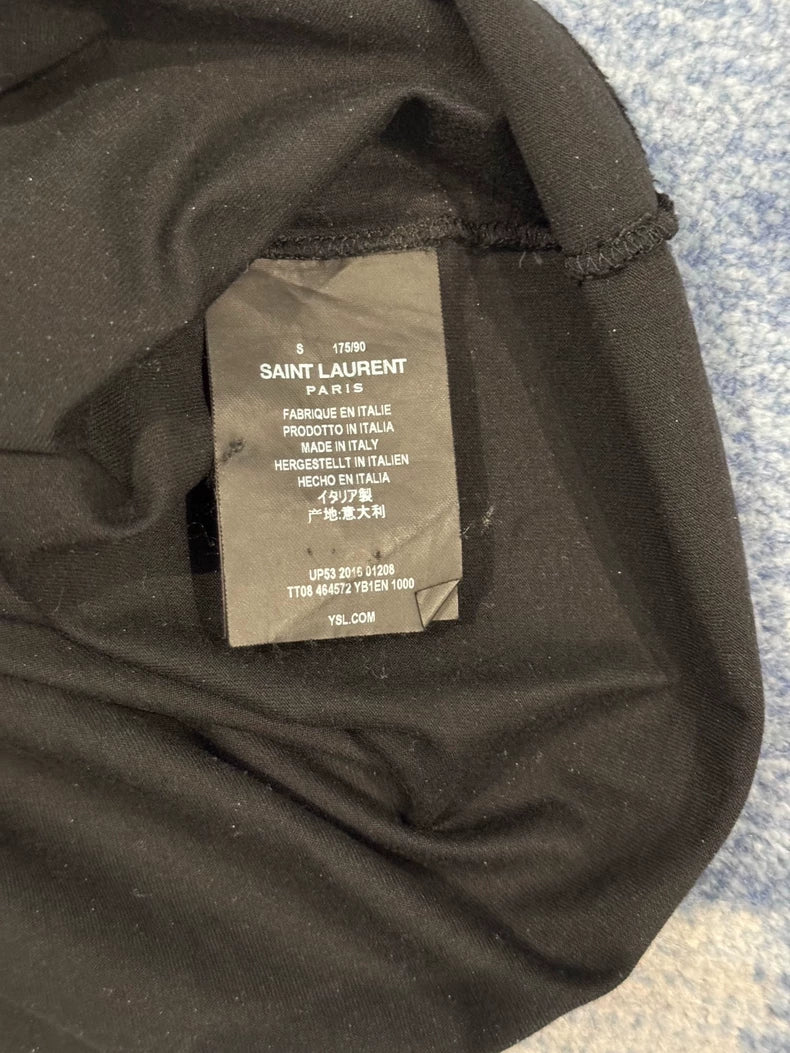 S 175/90
SAINT LAURENT
PARIS
FABRIQUE EN ITALIE
PRODOTTO IN ITALIA
MADE IN ITALY
HERGESTELLT IN ITALIEN
HECHO EN ITALIA
イタリア製
产地:意大利
UP53 2016 01208
TT08 464572 YB1EN 1000
YSL.COM